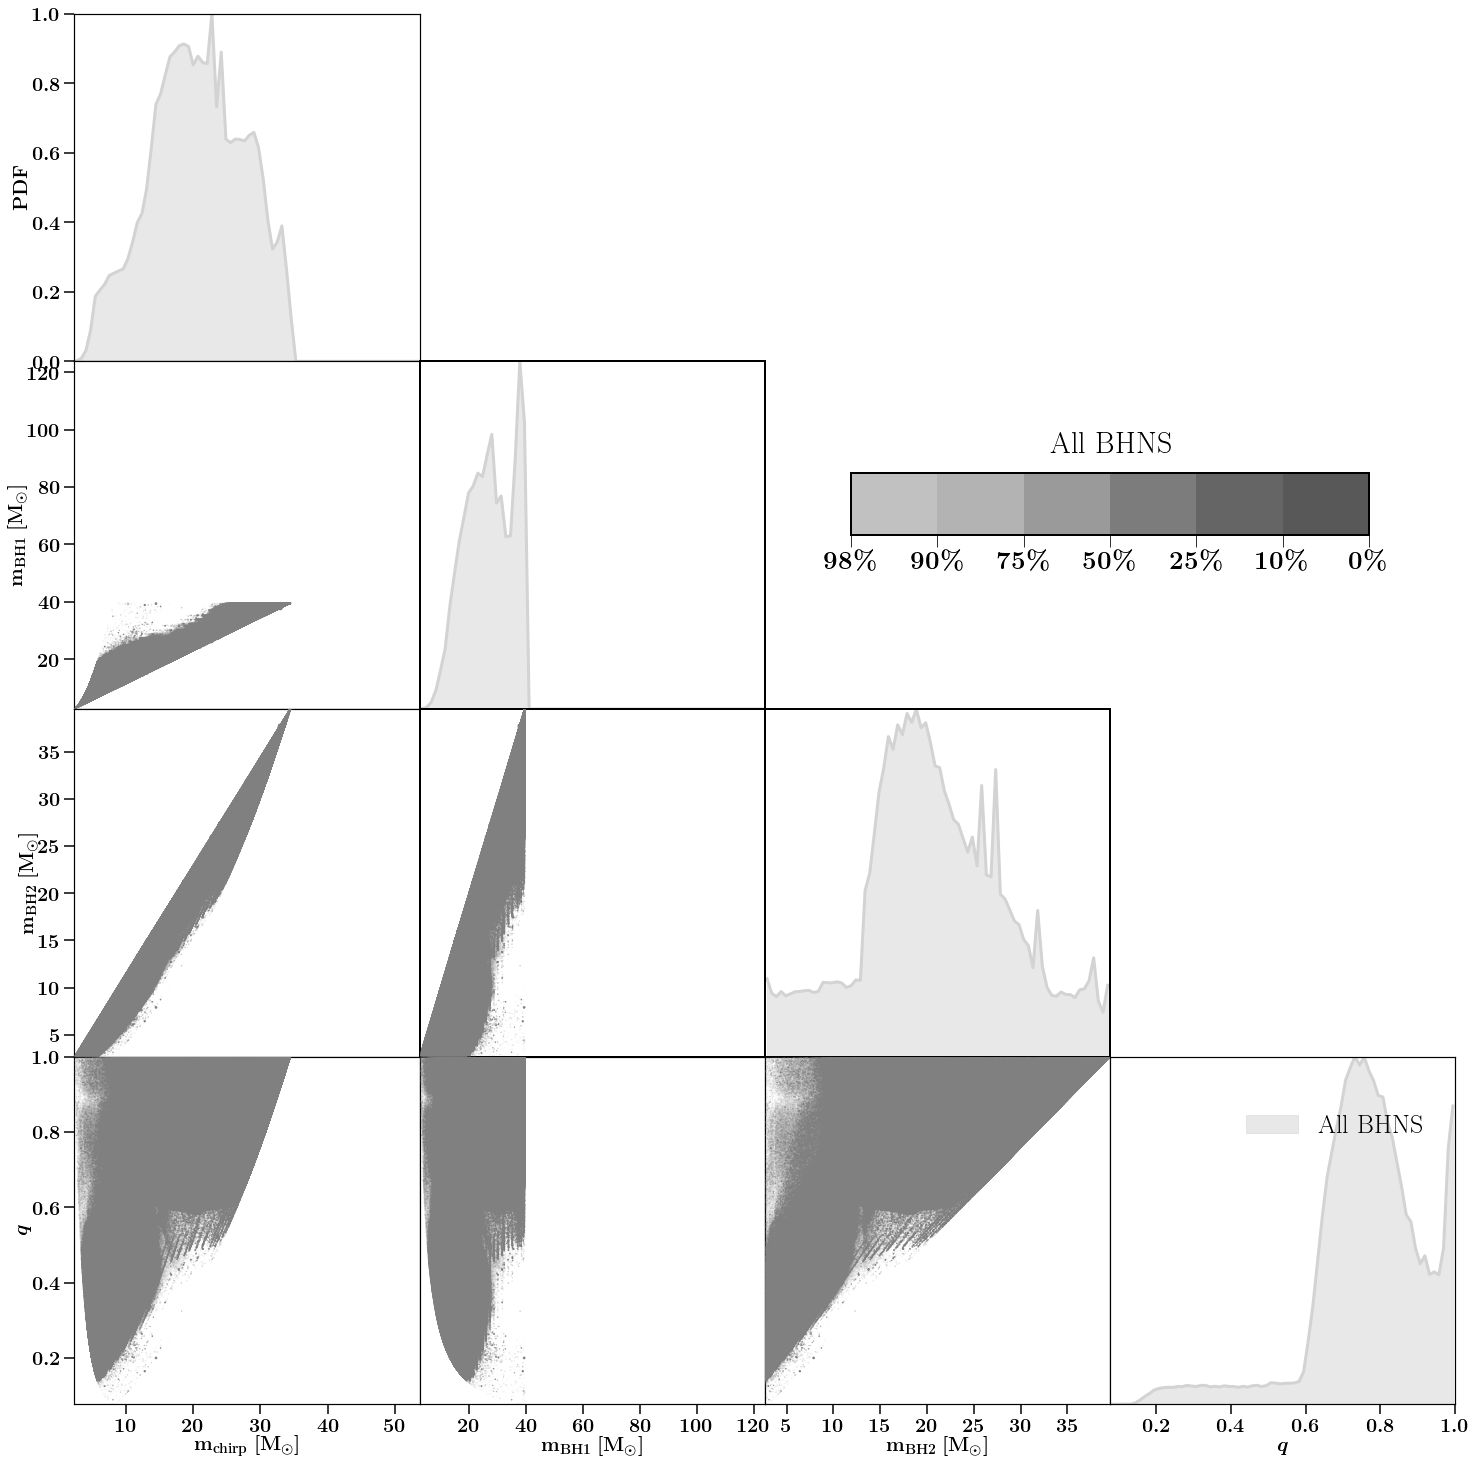 1.0
0.8
0.6
0.4
0.2
0.0
PDF
120
100
80
60
40
20
m_BH1 [M_⊙]
All BHNS
98% 90% 75% 50% 25% 10% 0%
35
30
25
20
15
10
5
m_BH2 [M_⊙]
1.0
0.8
0.6
0.4
0.2
q
All BHNS
10 20 30 40 50 20 40 60 80 100 120 5 10 15 20 25 30 35 0.2 0.4 0.6 0.8 1.0
m_chirp [M_⊙] m_BH1 [M_⊙] m_BH2 [M_⊙] q